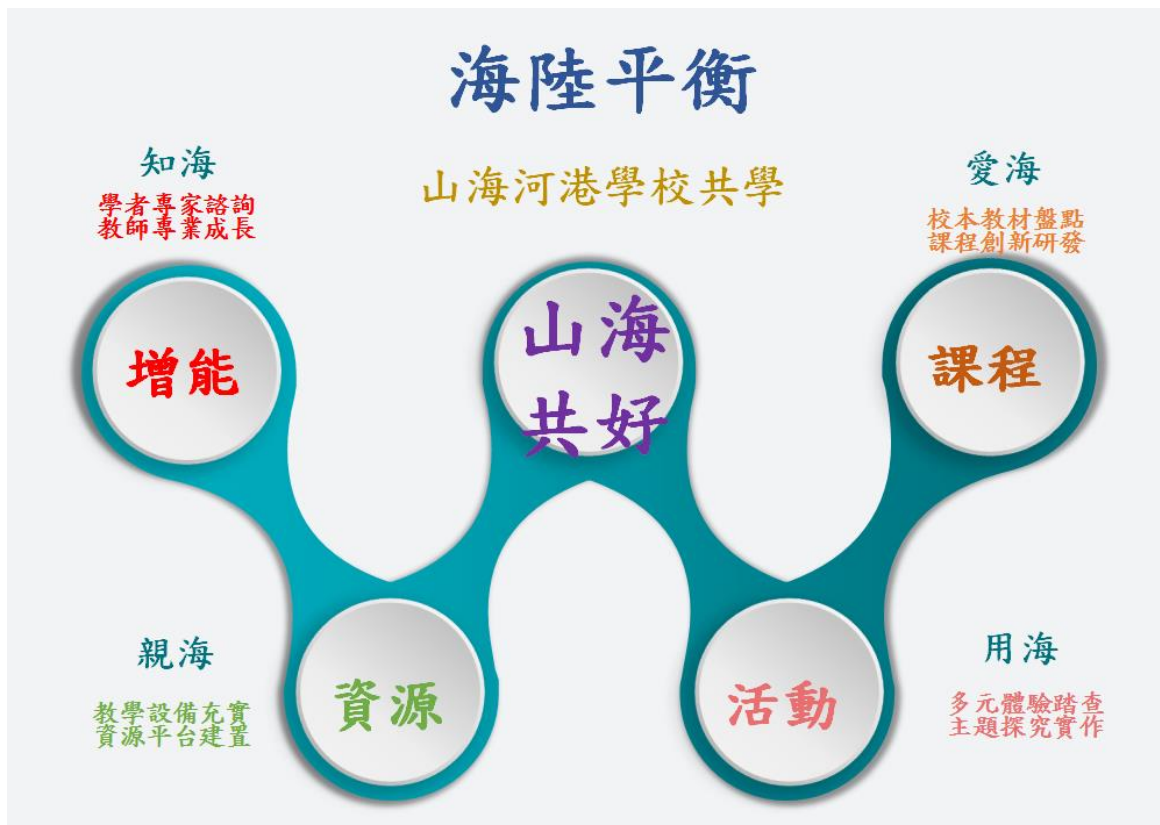 海陸平衡
山海河港學校共學
知海
學者專家諮詢
教師專業成長
愛海
校本教材盤點
課程創新研發
增能
山海
共好
課程
親海
教學設備充實
資源平台建置
資源
活動
用海
多元體驗踏查
主題探究實作